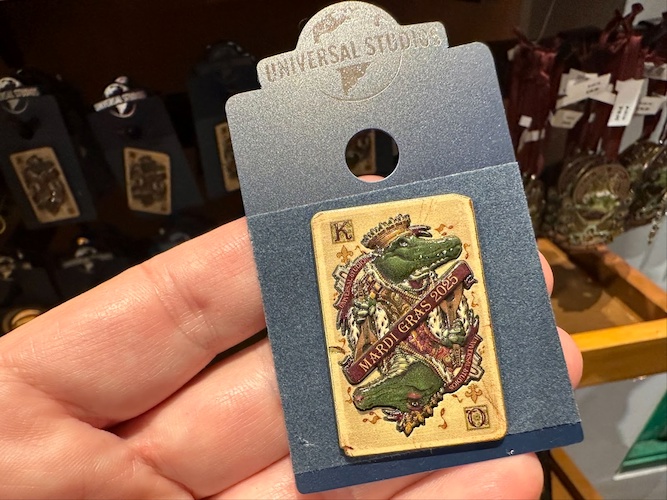 UNIVERSAL STUDIOS
K
MARDI GRAS 2025
Q